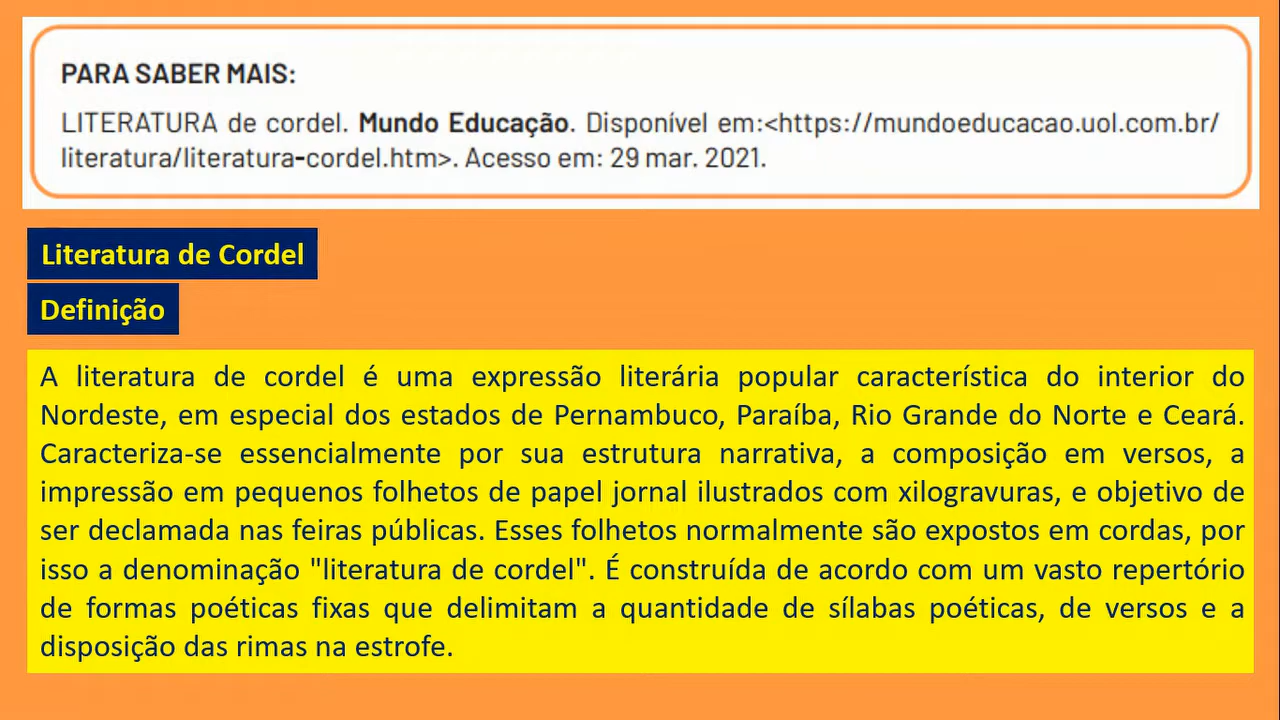 PARA SABER MAIS:
LITERATURA de cordel. Mundo Educação. Disponível em:<https://mundoeducacao.uol.com.br/
literatura/literatura-cordel.htm>. Acesso em: 29 mar. 2021.
Literatura de Cordel
Definição
A literatura de cordel é uma expressão literária popular característica do interior do
Nordeste, em especial dos estados de Pernambuco, Paraíba, Rio Grande do Norte e Ceará.
Caracteriza-se essencialmente por sua estrutura narrativa, a composição em versos, a
impressão em pequenos folhetos de papel jornal ilustrados com xilogravuras, e objetivo de
ser declamada nas feiras públicas. Esses folhetos normalmente são expostos em cordas, por
isso a denominação "literatura de cordel". É construída de acordo com um vasto repertório
de formas poéticas fixas que delimitam a quantidade de sílabas poéticas, de versos e a
disposição das rimas na estrofe.